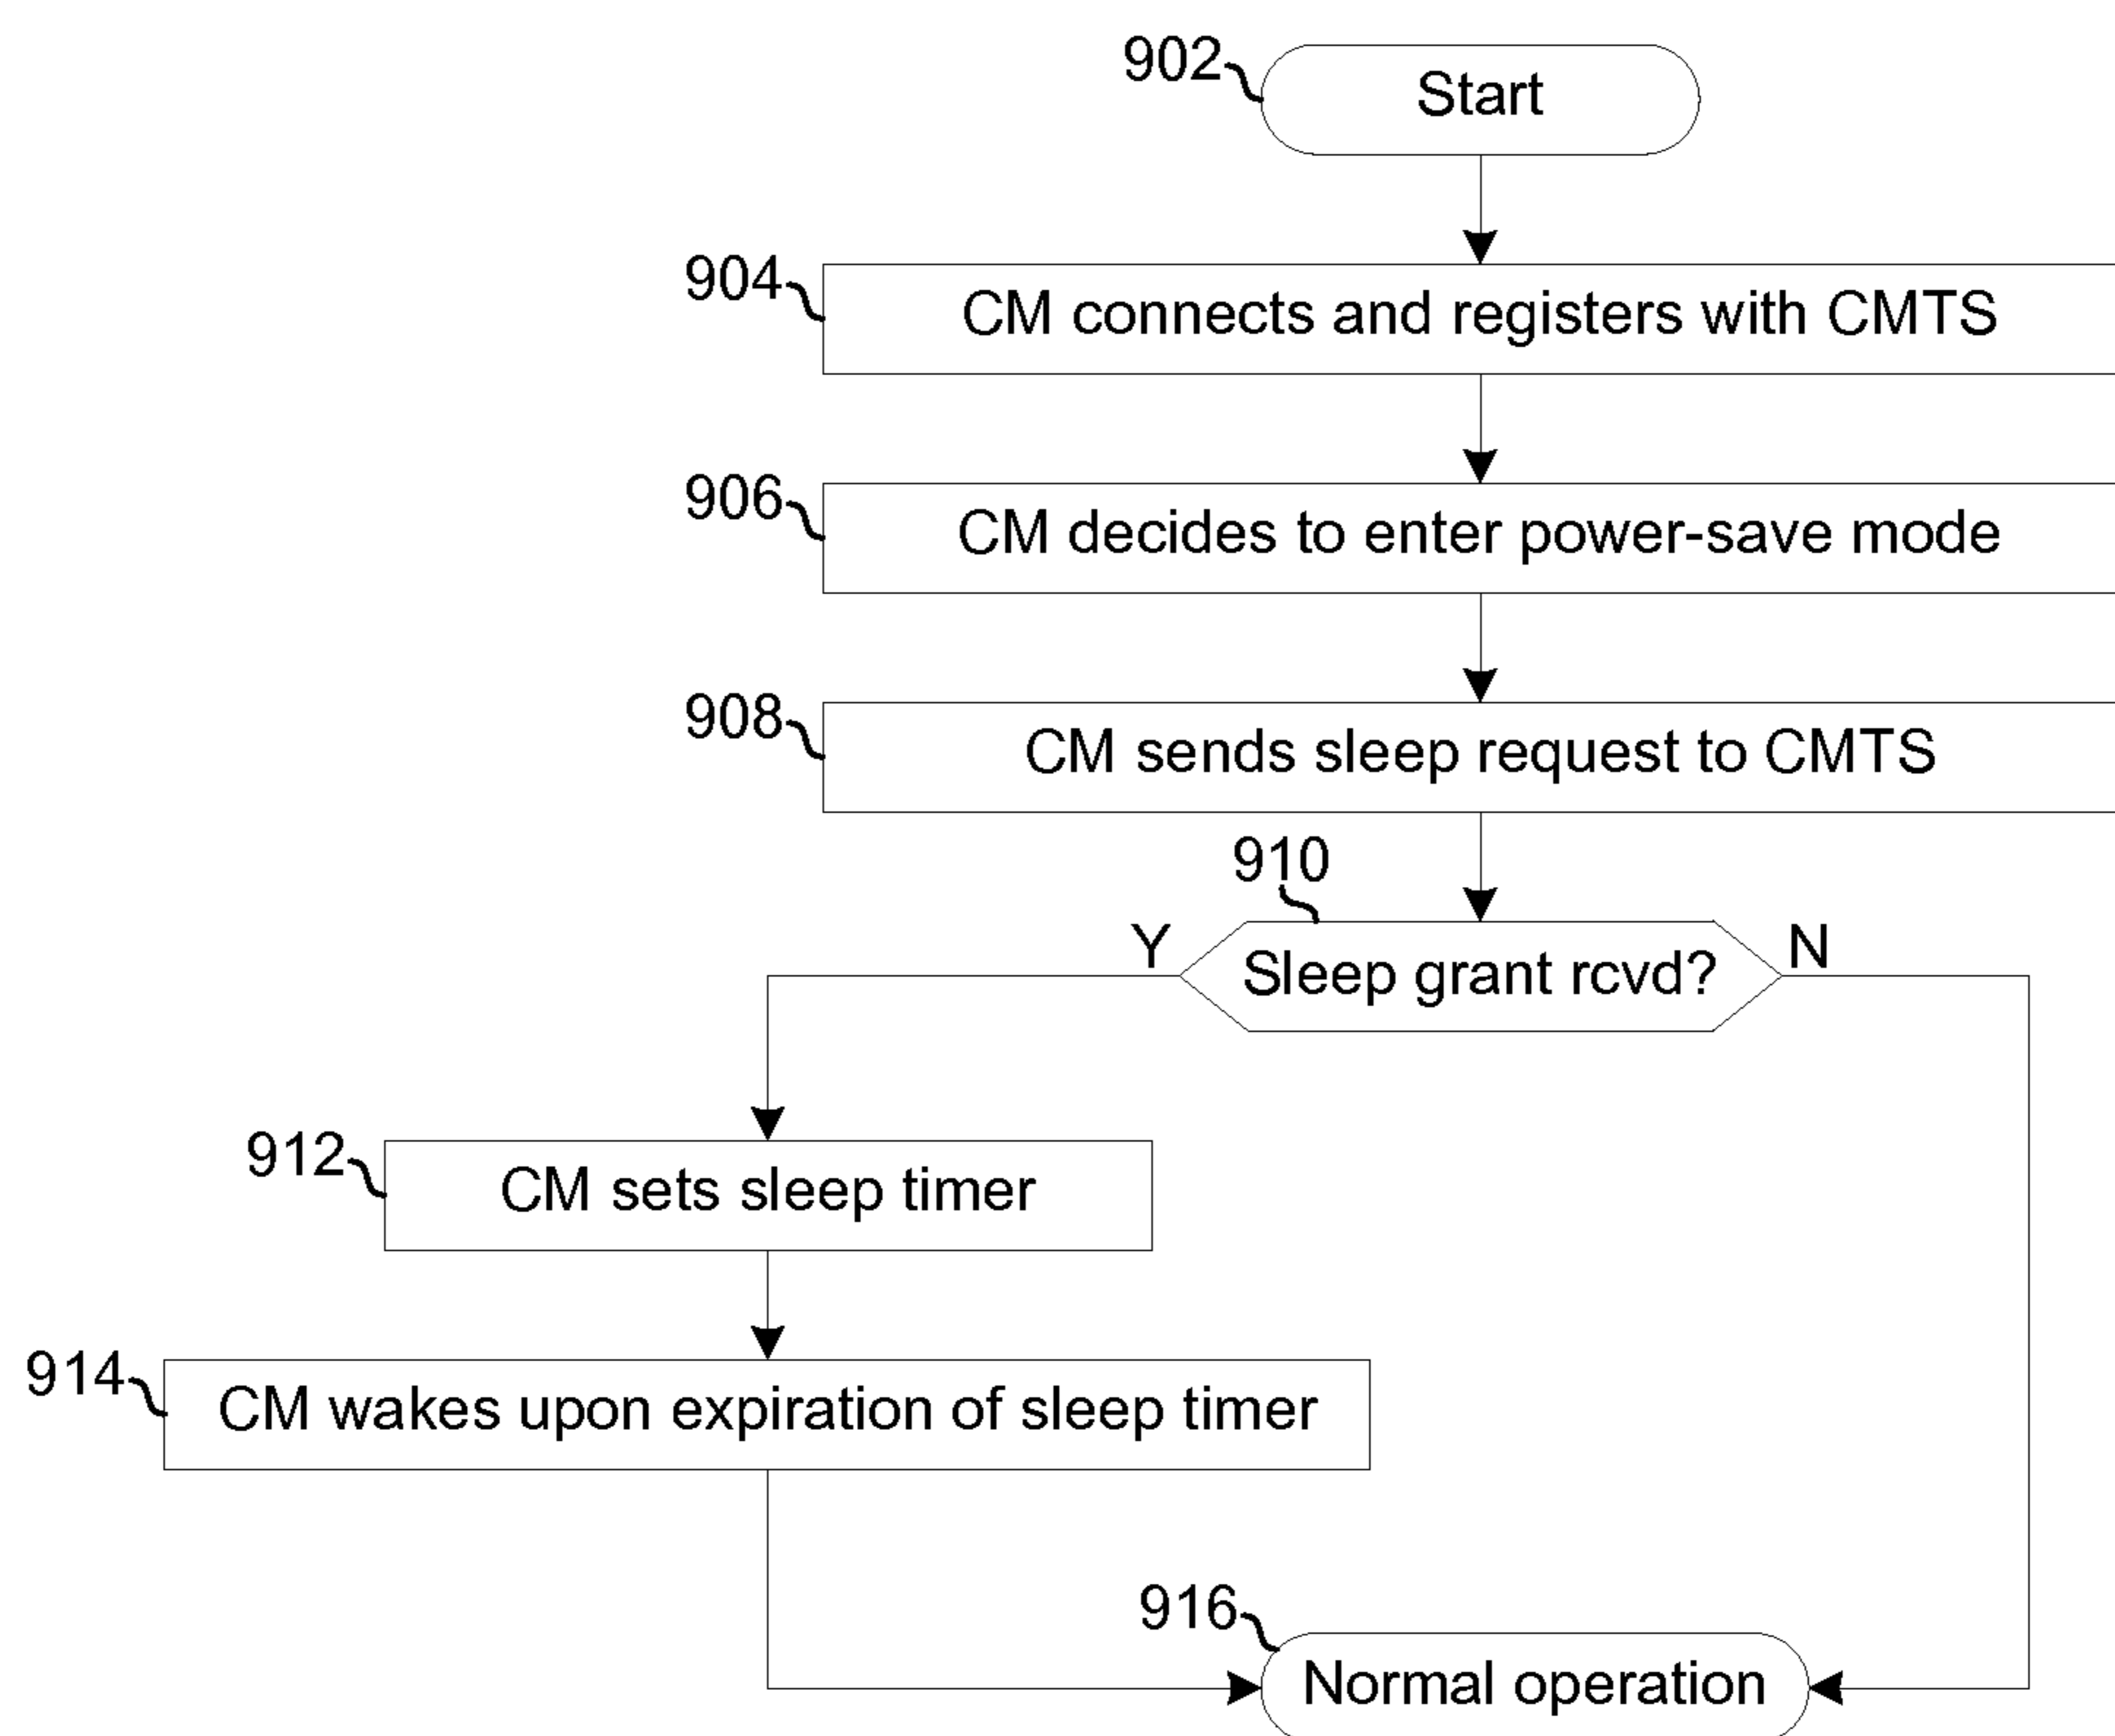 902
Start
904
CM connects and registers with CMTS
906
CM decides to enter power-save mode
908
CM sends sleep request to CMTS
910
Y
Sleep grant rcvd?
N
912
CM sets sleep timer
914
CM wakes upon expiration of sleep timer
916
Normal operation